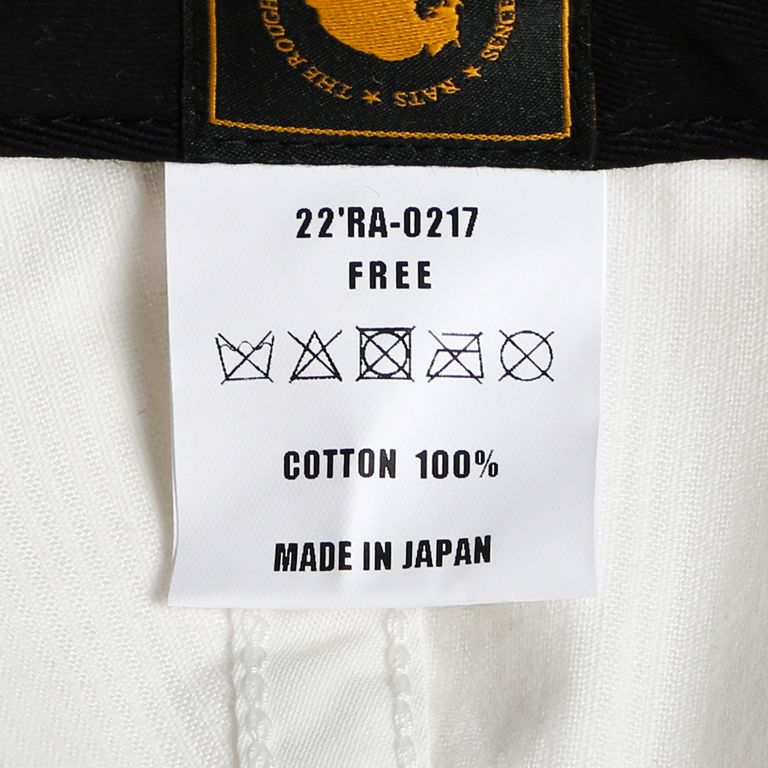 THE ROUGH
RATS
SENCE
22'RA-0217
FREE
COTTON 100%
MADE IN JAPAN